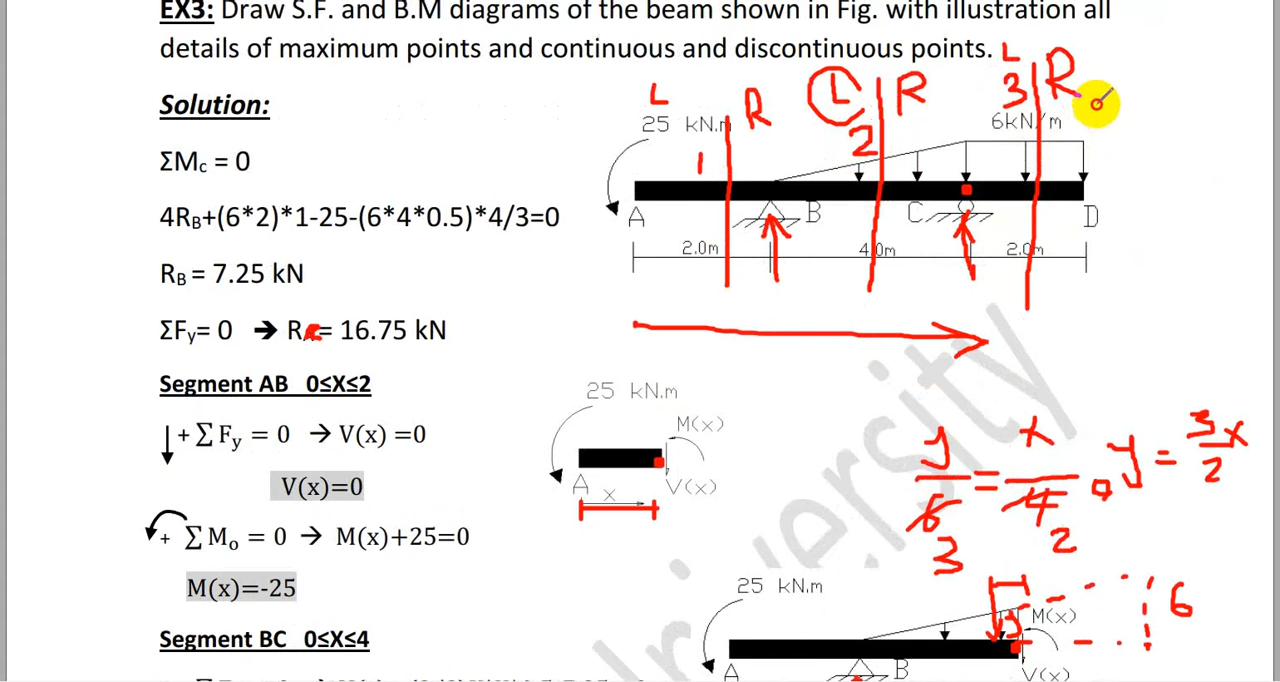 EX3: Draw S.F. and B.M diagrams of the beam shown in Fig. with illustration all
details of maximum points and continuous and discontinuous points.
Solution:
ΣMc = 0
4RB+(6*2)*1-25-(6*4*0.5)*4/3=0
RB = 7.25 kN
ΣFy= 0 → Rc= 16.75 kN
L R L R L R
1 2 3
25 kN.m 6kN/m
A B C D
2.0m 4.0m 2.0m
Segment AB 0≤X≤2
↓+ΣFy = 0 → V(x) =0
V(x)=0
+ ΣMo = 0 → M(x)+25=0
M(x)=-25
25 kN.m
M(x)
A X V(x)
y/6 = x/4 y = 3x/2
3 2
Segment BC 0≤X≤4
25 kN.m
y 6
M(x)
A B V(x)